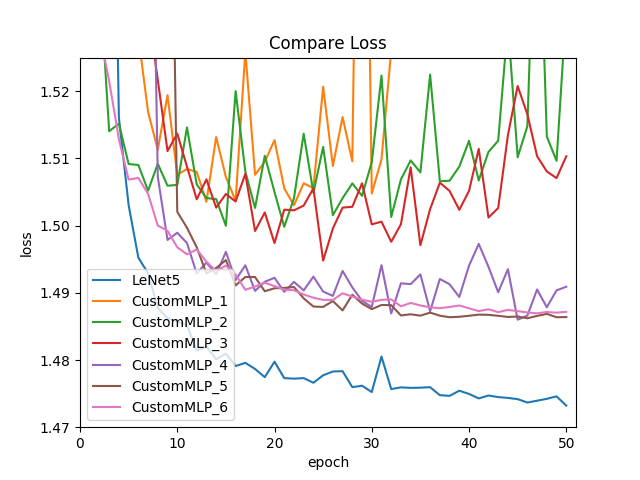 Compare Loss
loss
1.52
1.51
1.50
1.49
1.48
1.47
LeNet5
CustomMLP_1
CustomMLP_2
CustomMLP_3
CustomMLP_4
CustomMLP_5
CustomMLP_6
0 10 20 30 40 50
epoch